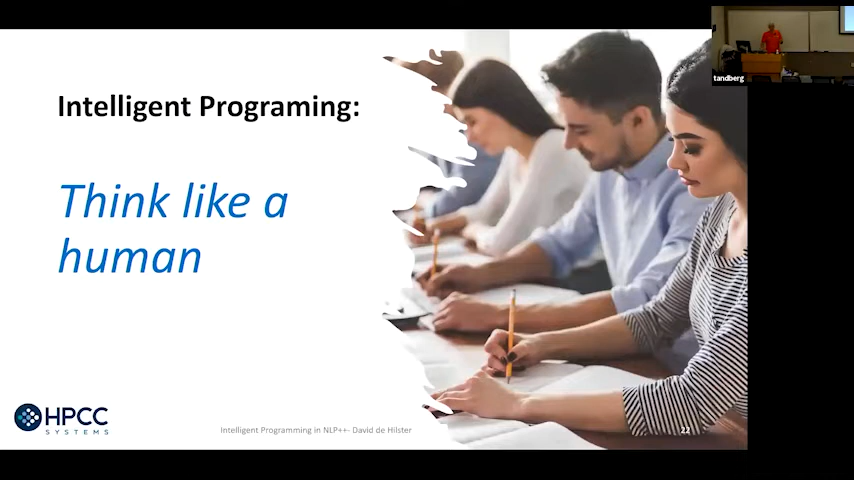 tandberg
Intelligent Programing:
Think like a
human
HPCC
SYSTEMS
Intelligent Programming in NLP++- David de Hilster
22